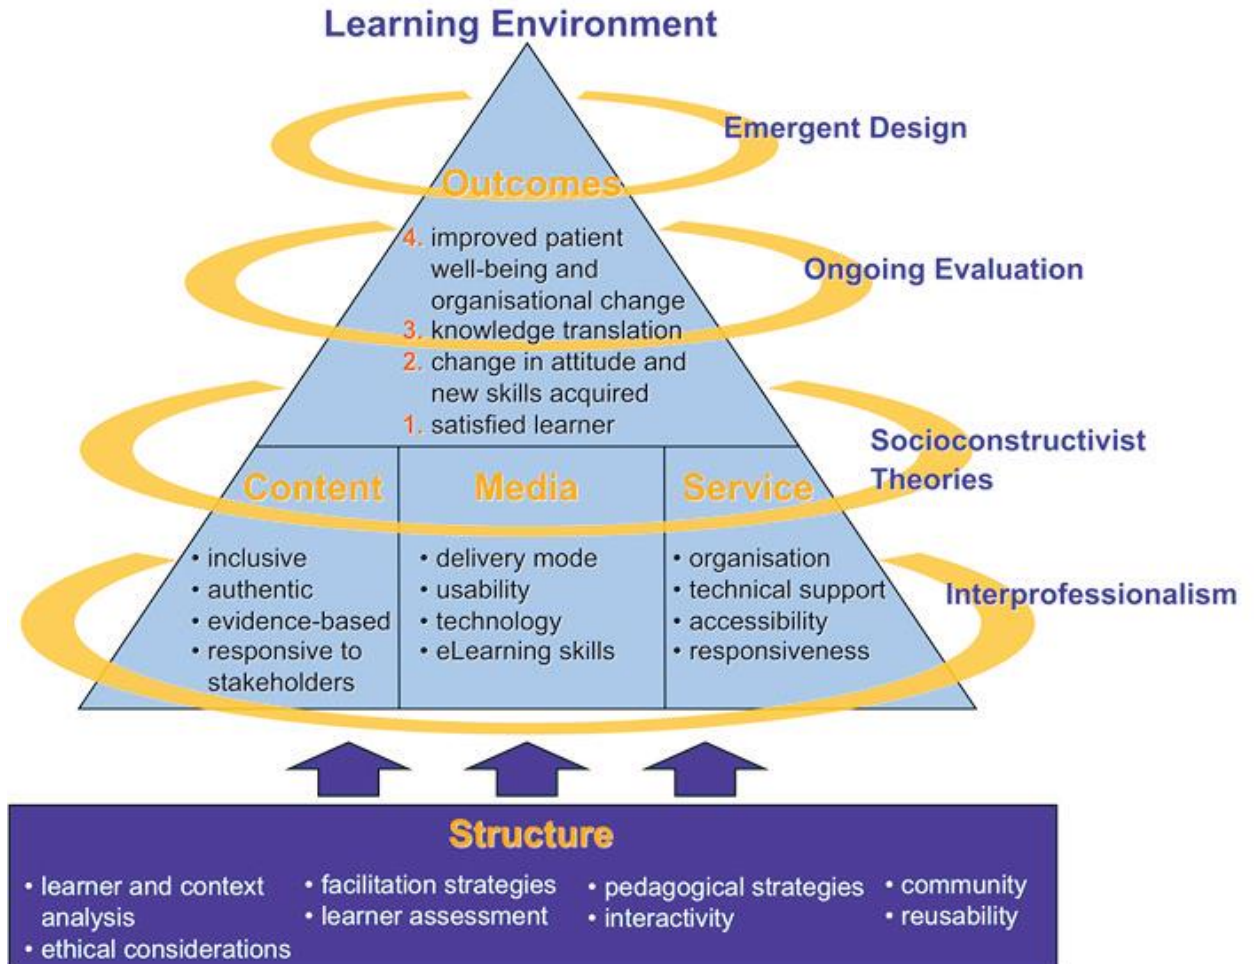 Learning Environment
Emergent Design
Outcomes
4. improved patient
well-being and
organisational change
3. knowledge translation
2. change in attitude and
new skills acquired
1. satisfied learner
Ongoing Evaluation
Socioconstructivist
Theories
Content
• inclusive
• authentic
• evidence-based
• responsive to
stakeholders
Media
• delivery mode
• usability
• technology
• eLearning skills
Service
• organisation
• technical support
• accessibility
• responsiveness
Interprofessionalism
Structure
• learner and context
analysis
• ethical considerations
• facilitation strategies
• learner assessment
• pedagogical strategies
• interactivity
• community
• reusability